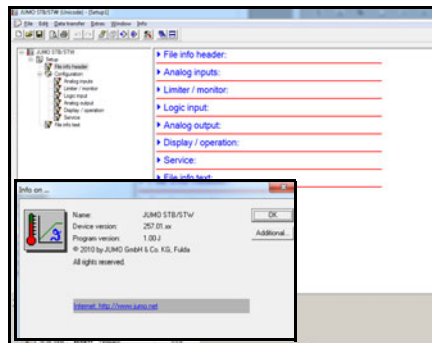 JUMO STB/STW (Unicode) - [Setup1]
File Edit Data transfer Extras Window Info
JUMO STB/STW
Setup
File info header
Configuration
Analog inputs
Limiter / monitor
Logic input
Analog output
Display / operation
Service
File info text
File info header:
Analog inputs:
Limiter / monitor:
Logic input:
Analog output:
Display / operation:
Service:
File info text:
Info on ...
Name: JUMO STB/STW
Device version: 257.01.xx
Program version: 1.00 J
© 2010 by JUMO GmbH & Co. KG, Fulda
All rights reserved.
OK
Additional...
Internet: http://www.jumo.net